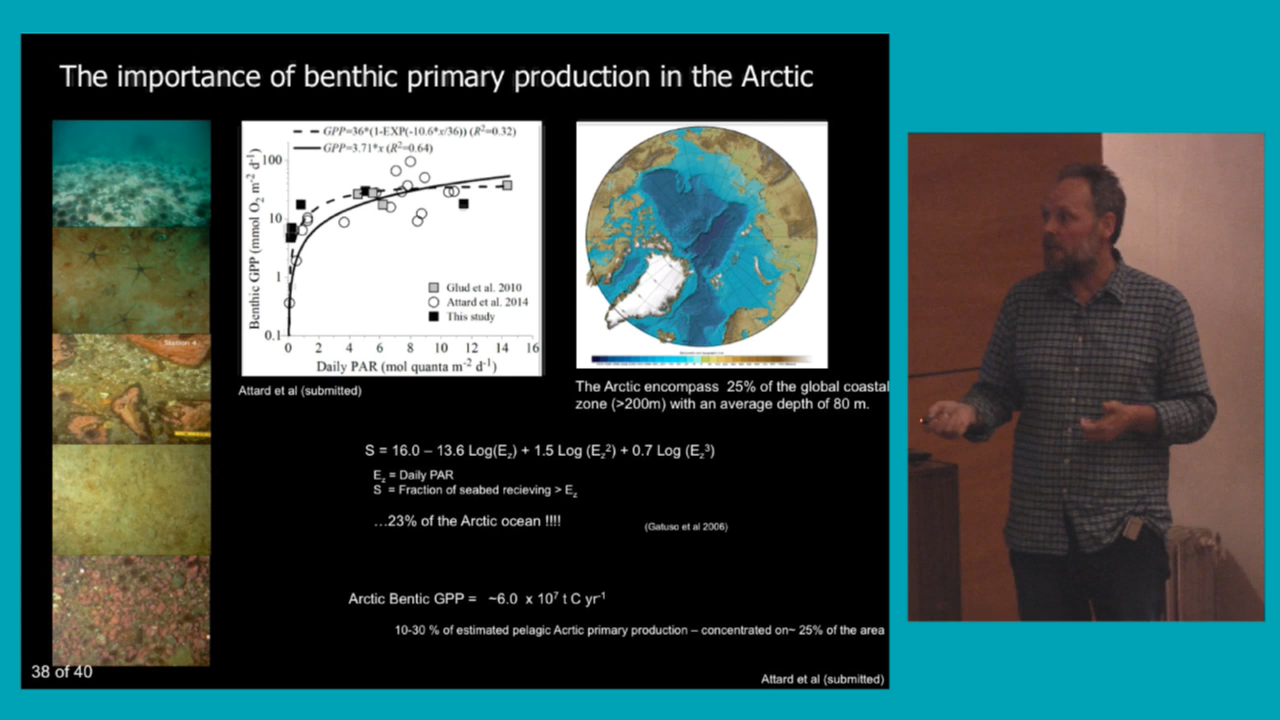 The importance of benthic primary production in the Arctic
GPP=36*(1-EXP(-10.6*x/36)) (R²=0.32)
GPP=3.71*x (R²=0.64)
Benthic GPP (mmol O₂ m⁻² d⁻¹)
100
10
1
0.1
Glud et al. 2010
Attard et al. 2014
This study
0 2 4 6 8 10 12 14 16
Daily PAR (mol quanta m⁻² d⁻¹)
Station 4
Attard et al (submitted)
The Arctic encompass 25% of the global coastal
zone (>200m) with an average depth of 80 m.
S = 16.0 – 13.6 Log(E_z) + 1.5 Log (E_z²) + 0.7 Log (E_z³)
E_z = Daily PAR
S = Fraction of seabed recieving > E_z
...23% of the Arctic ocean !!!!
(Gatuso et al 2006)
Arctic Bentic GPP = ~6.0 x 10⁷ t C yr⁻¹
10-30 % of estimated pelagic Acrtic primary production – concentrated on~ 25% of the area
38 of 40
Attard et al (submitted)